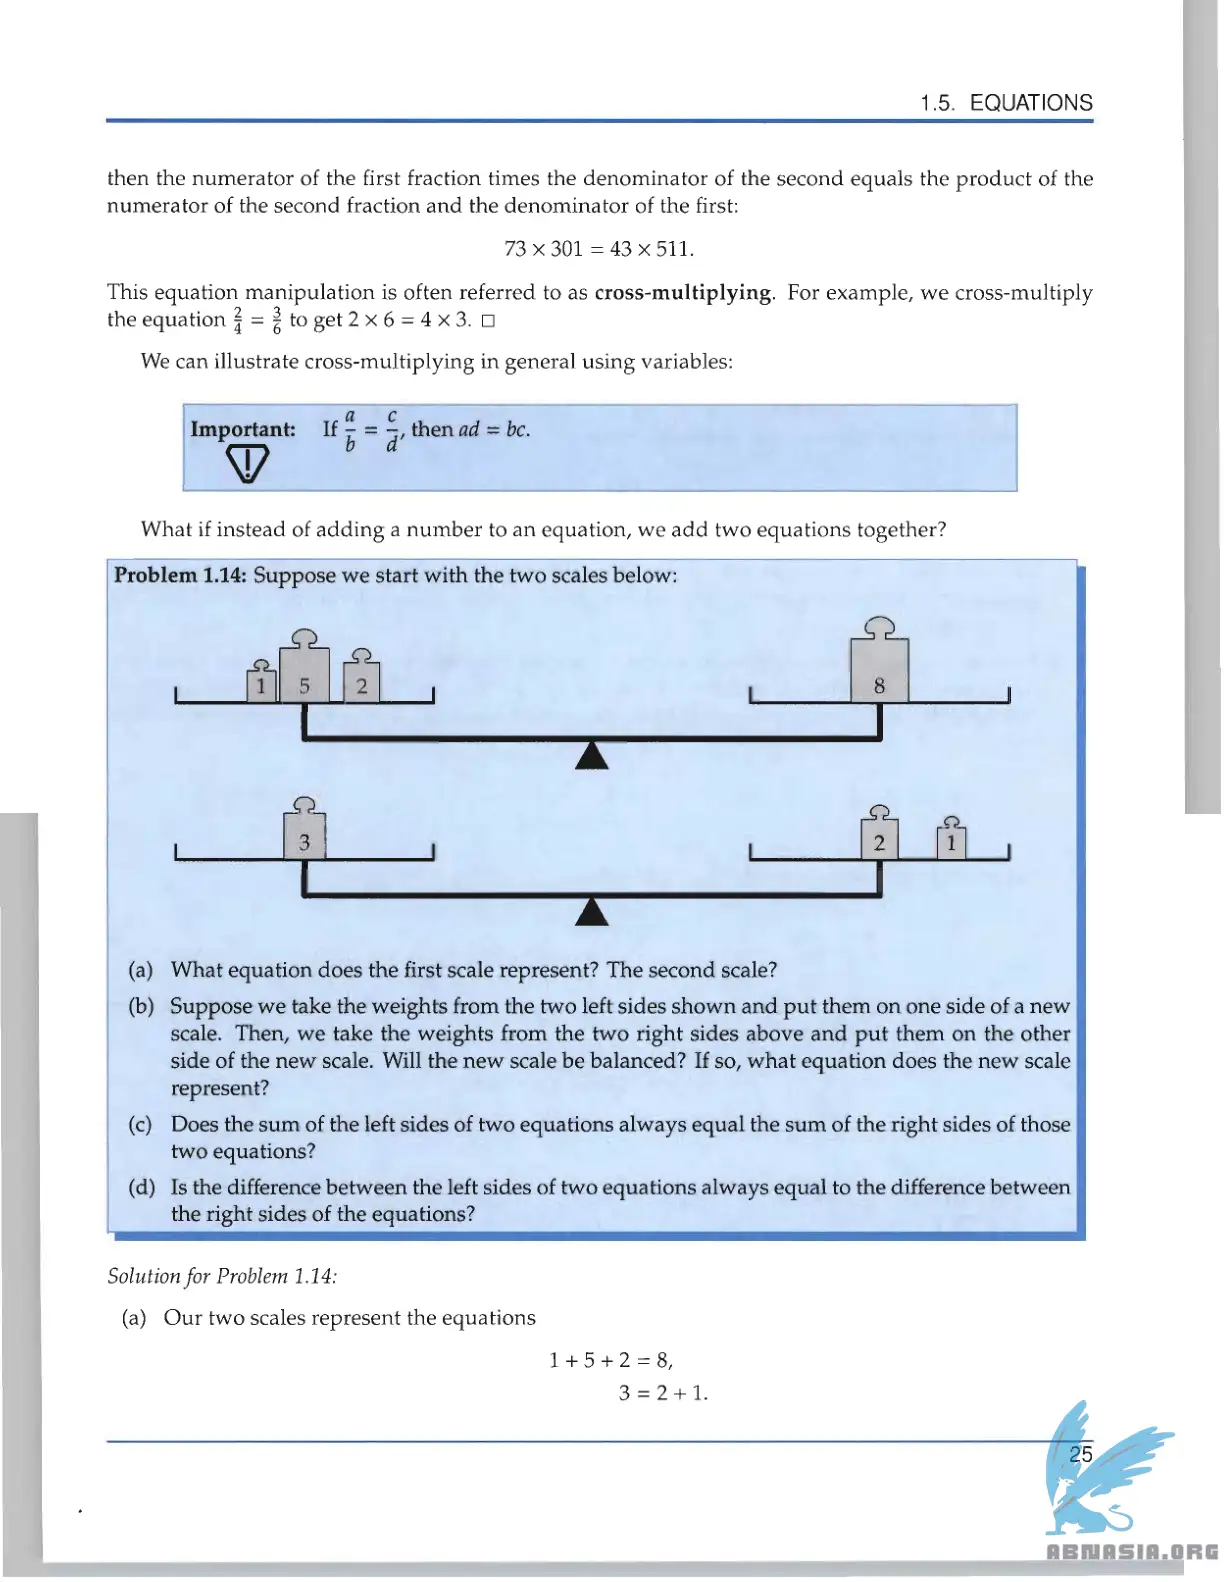 1.5. EQUATIONS
then the numerator of the first fraction times the denominator of the second equals the product of the
numerator of the second fraction and the denominator of the first:
73 × 301 = 43 × 511.
This equation manipulation is often referred to as cross-multiplying. For example, we cross-multiply
the equation 2/4 = 3/6 to get 2 × 6 = 4 × 3. □
We can illustrate cross-multiplying in general using variables:
Important: If a/b = c/d, then ad = bc.
What if instead of adding a number to an equation, we add two equations together?
Problem 1.14: Suppose we start with the two scales below:
1 5 2 8
3 2 1
(a) What equation does the first scale represent? The second scale?
(b) Suppose we take the weights from the two left sides shown and put them on one side of a new
scale. Then, we take the weights from the two right sides above and put them on the other
side of the new scale. Will the new scale be balanced? If so, what equation does the new scale
represent?
(c) Does the sum of the left sides of two equations always equal the sum of the right sides of those
two equations?
(d) Is the difference between the left sides of two equations always equal to the difference between
the right sides of the equations?
Solution for Problem 1.14:
(a) Our two scales represent the equations
1 + 5 + 2 = 8,
3 = 2 + 1.
25
ABNASIA.ORG